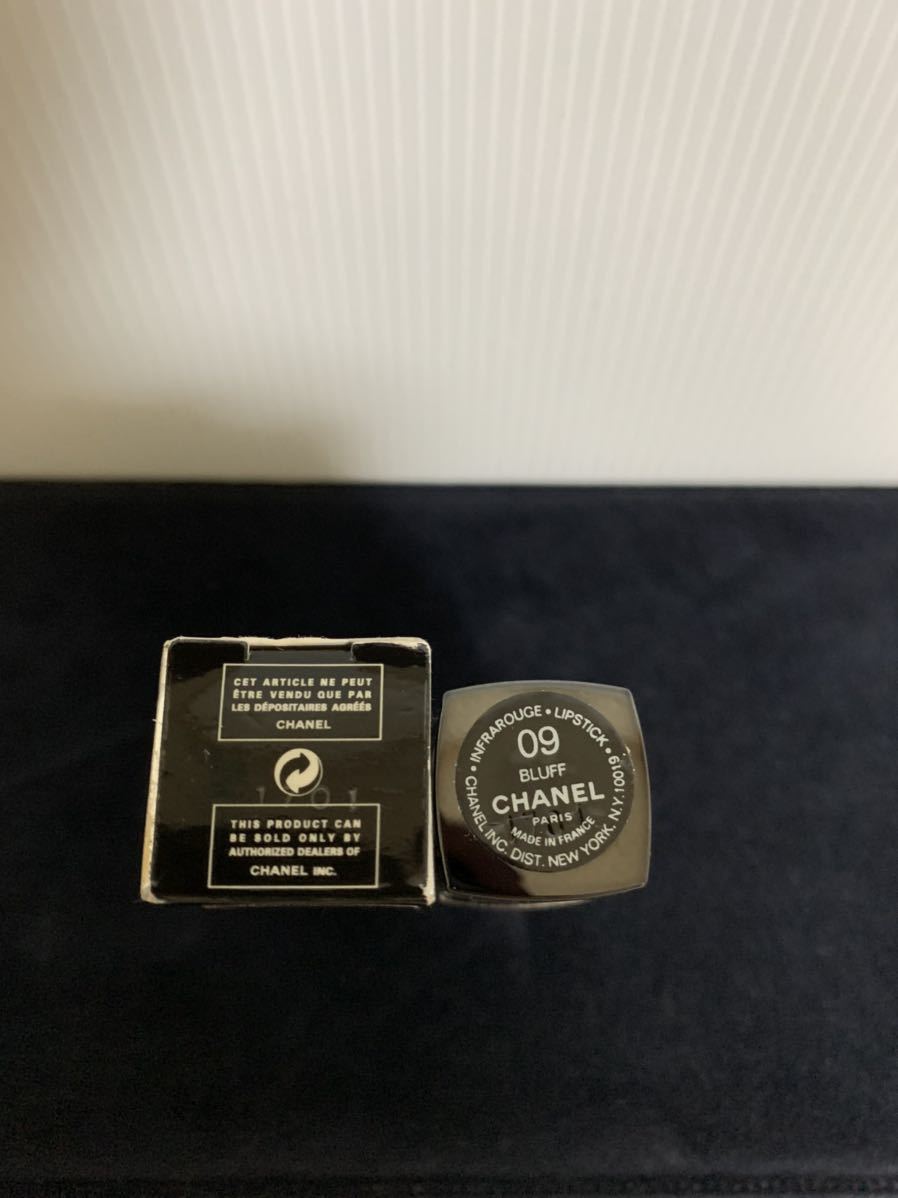 CET ARTICLE NE PEUT
ÊTRE VENDU QUE PAR
LES DÉPOSITAIRES AGRÉÉS
CHANEL
1701
THIS PRODUCT CAN
BE SOLD ONLY BY
AUTHORIZED DEALERS OF
CHANEL INC.
• INFRAROUGE • LIPSTICK •
09
BLUFF
CHANEL
PARIS
MADE IN FRANCE
CHANEL INC. DIST. NEW YORK, N.Y. 10019